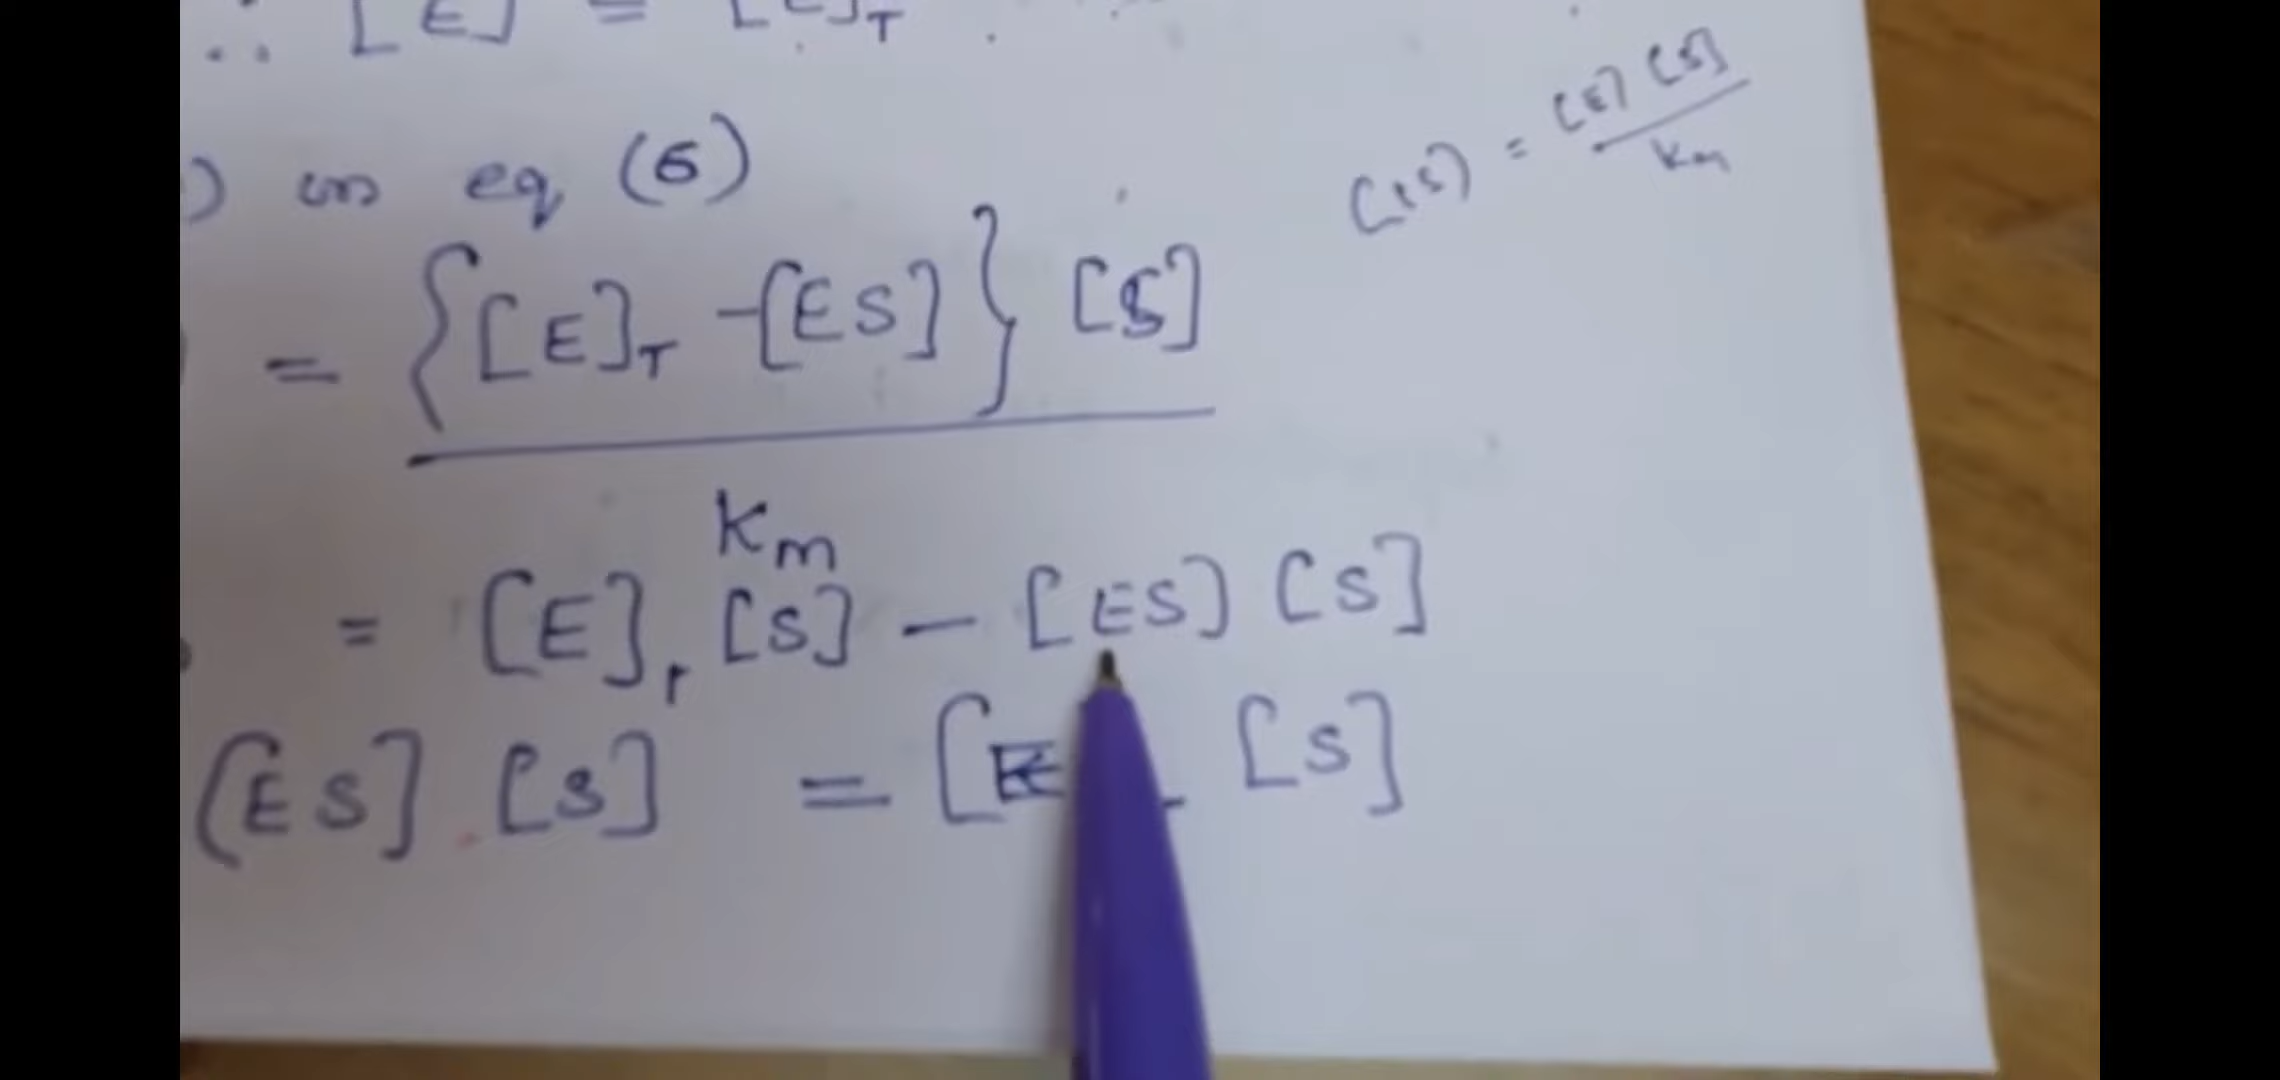 ∴ [E] = [E]T
) in eq (6)
[ES] = [E] [S] / Km
= {[E]T - [ES]} [S]
Km
= [E]T [S] - [ES] [S]
[ES] [S] = [E [S]